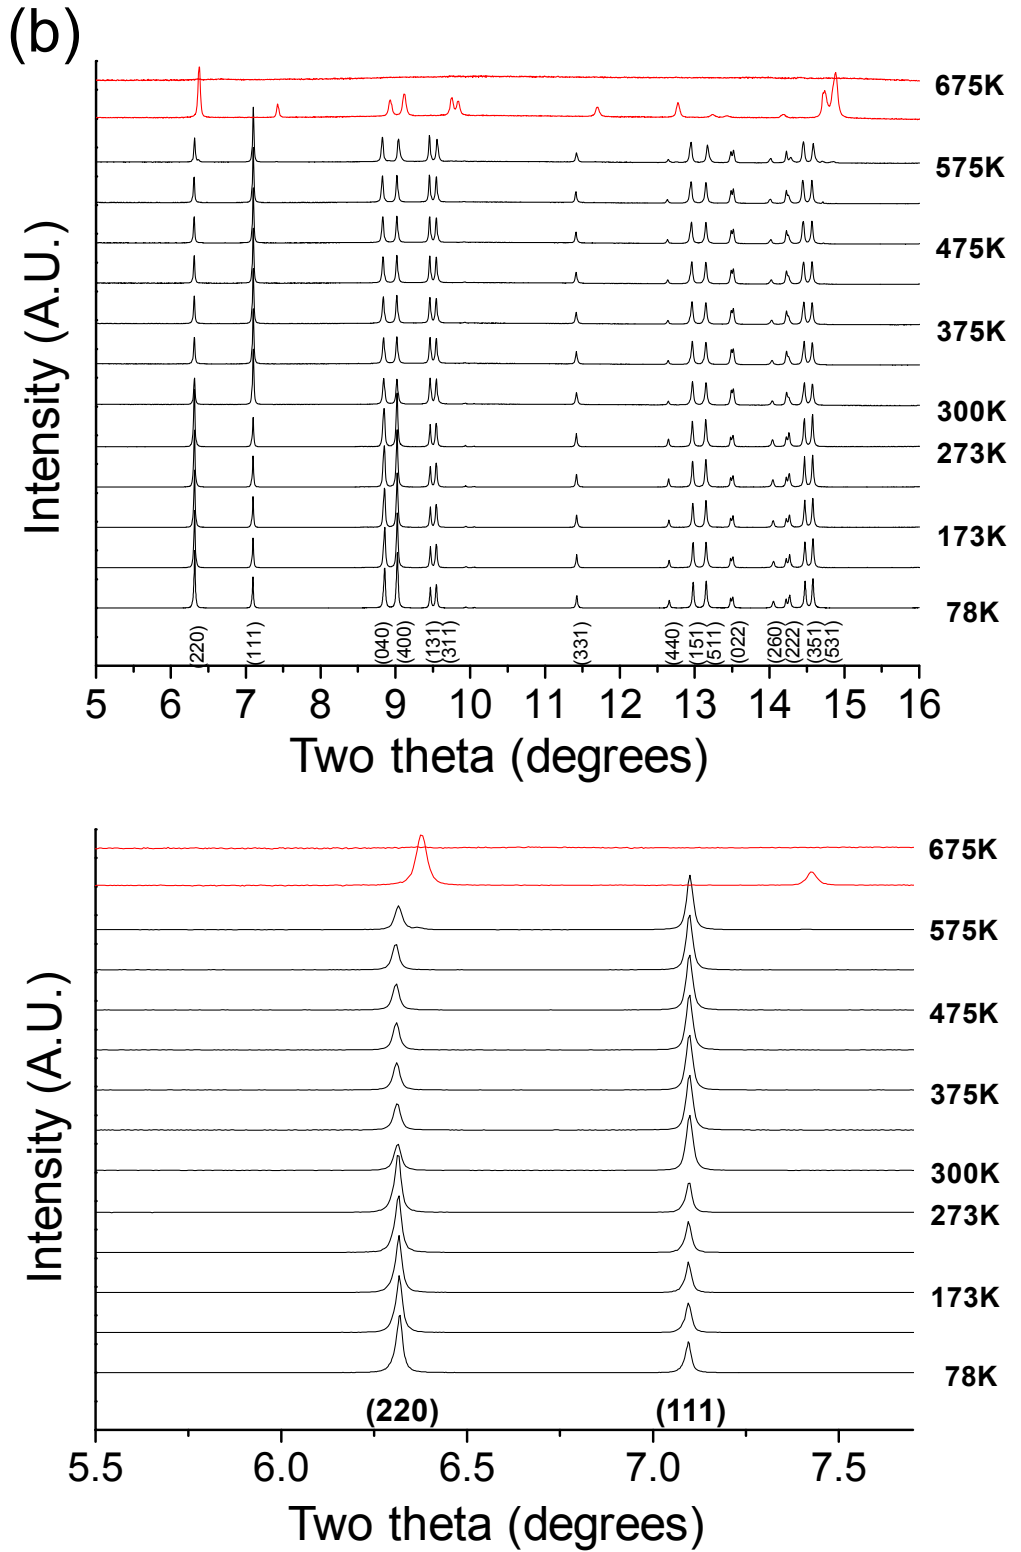 (b)
Intensity (A.U.)
675K
575K
475K
375K
300K
273K
173K
78K
(220)
(111)
(040)
(400)
(131)
(311)
(331)
(440)
(151)
(511)
(022)
(260)
(222)
(351)
(531)
5 6 7 8 9 10 11 12 13 14 15 16
Two theta (degrees)
Intensity (A.U.)
675K
575K
475K
375K
300K
273K
173K
78K
(220) (111)
5.5 6.0 6.5 7.0 7.5
Two theta (degrees)